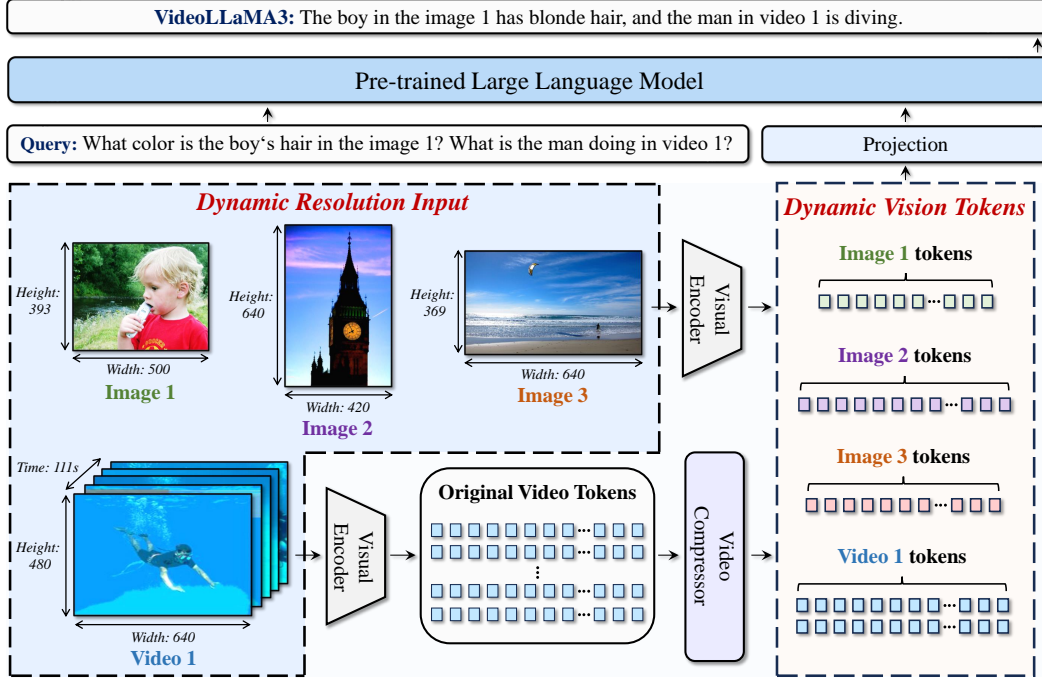 VideoLLaMA3: The boy in the image 1 has blonde hair, and the man in video 1 is diving.
Pre-trained Large Language Model
Query: What color is the boy‘s hair in the image 1? What is the man doing in video 1?
Projection
Dynamic Resolution Input
Dynamic Vision Tokens
Height:
393
Width: 500
Image 1
Height:
640
Width: 420
Image 2
Height:
369
Width: 640
Image 3
Visual
Encoder
Image 1 tokens
...
Image 2 tokens
...
Image 3 tokens
...
Video 1 tokens
...
...
Time: 111s
Height:
480
Width: 640
Video 1
Visual
Encoder
Original Video Tokens
...
...
...
...
...
Video
Compressor